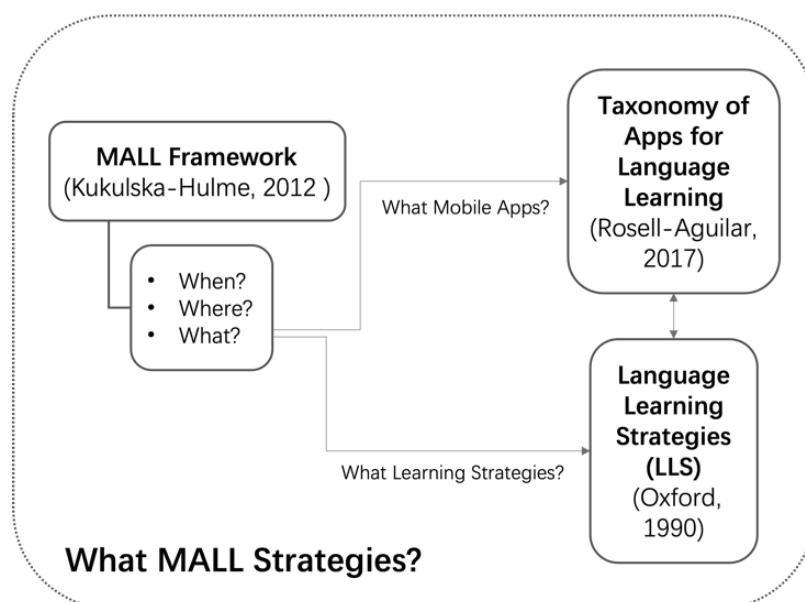 MALL Framework
(Kukulska-Hulme, 2012 )
• When?
• Where?
• What?
What Mobile Apps?
Taxonomy of
Apps for
Language
Learning
(Rosell-Aguilar,
2017)
What Learning Strategies?
Language
Learning
Strategies
(LLS)
(Oxford,
1990)
What MALL Strategies?